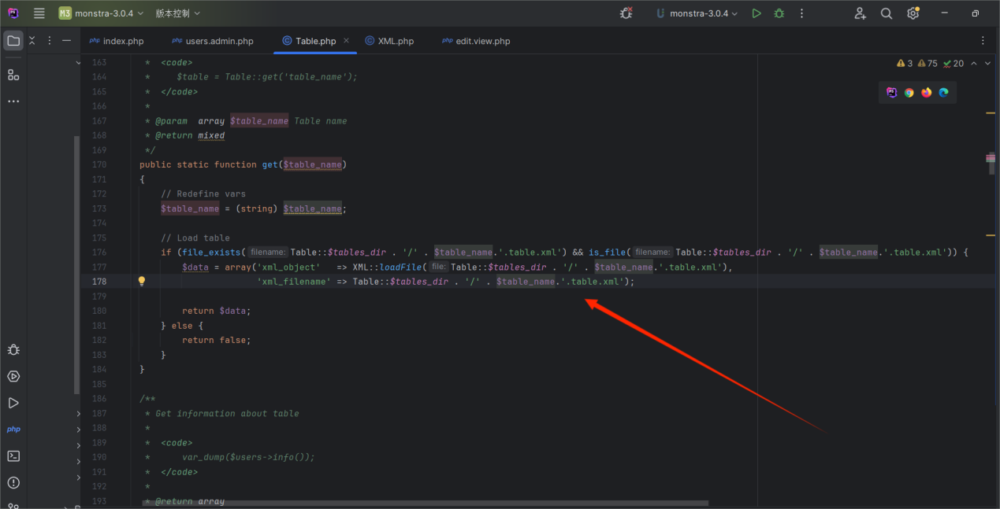 M3 monstra-3.0.4 版本控制 monstra-3.0.4
php index.php php users.admin.php © Table.php × © XML.php php edit.view.php
3 75 20
163 * <code>
164 * $table = Table::get('table_name');
165 * </code>
166 *
167 * @param array $table_name Table name
168 * @return mixed
169 */
170 public static function get($table_name)
171 {
172 // Redefine vars
173 $table_name = (string) $table_name;
174
175 // Load table
176 if (file_exists( filename: Table::$tables_dir . '/' . $table_name.'.table.xml') && is_file( filename: Table::$tables_dir . '/' . $table_name.'.table.xml')) {
177 $data = array('xml_object' => XML::loadFile( file: Table::$tables_dir . '/' . $table_name.'.table.xml'),
178 'xml_filename' => Table::$tables_dir . '/' . $table_name.'.table.xml');
179
180 return $data;
181 } else {
182 return false;
183 }
184 }
185
186 /**
187 * Get information about table
188 *
189 * <code>
190 * var_dump($users->info());
191 * </code>
192 *
193 * @return array
php